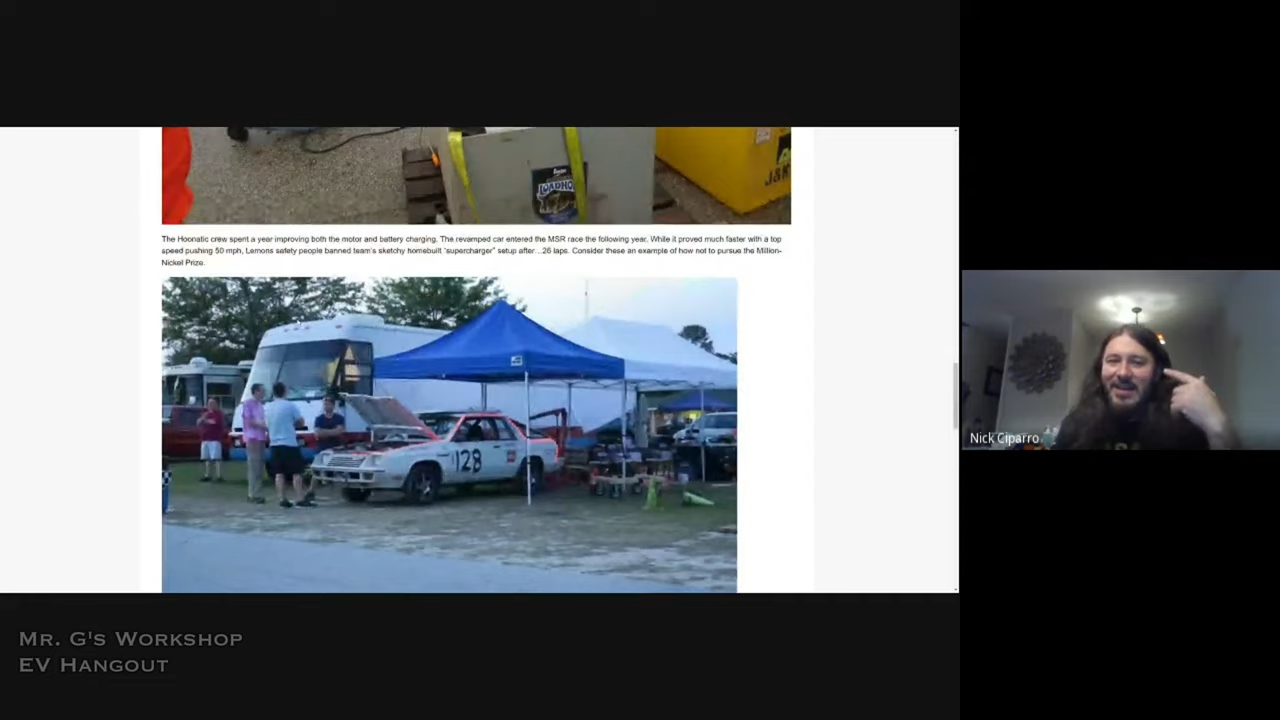 LOADHO
J&K
The Hoonatic crew spent a year improving both the motor and battery charging. The revamped car entered the MSR race the following year. While it proved much faster with a top
speed pushing 50 mph, Lemons safety people banned team's sketchy homebuilt "supercharger" setup after…26 laps. Consider these an example of how not to pursue the Million-
Nickel Prize.
128
Nick Ciparro
Mr. G's Workshop
EV Hangout